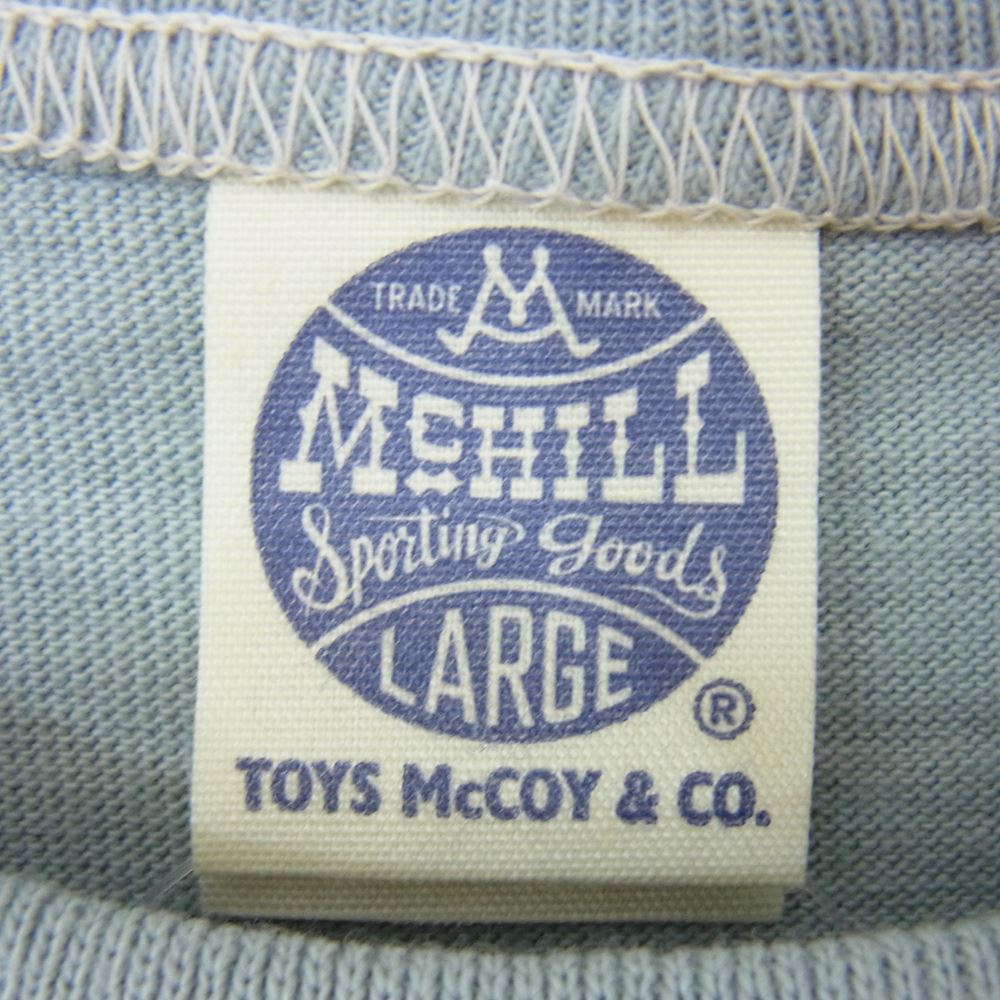 TRADE M MARK
McHILL
Sporting Goods
LARGE
®
TOYS McCOY & CO.